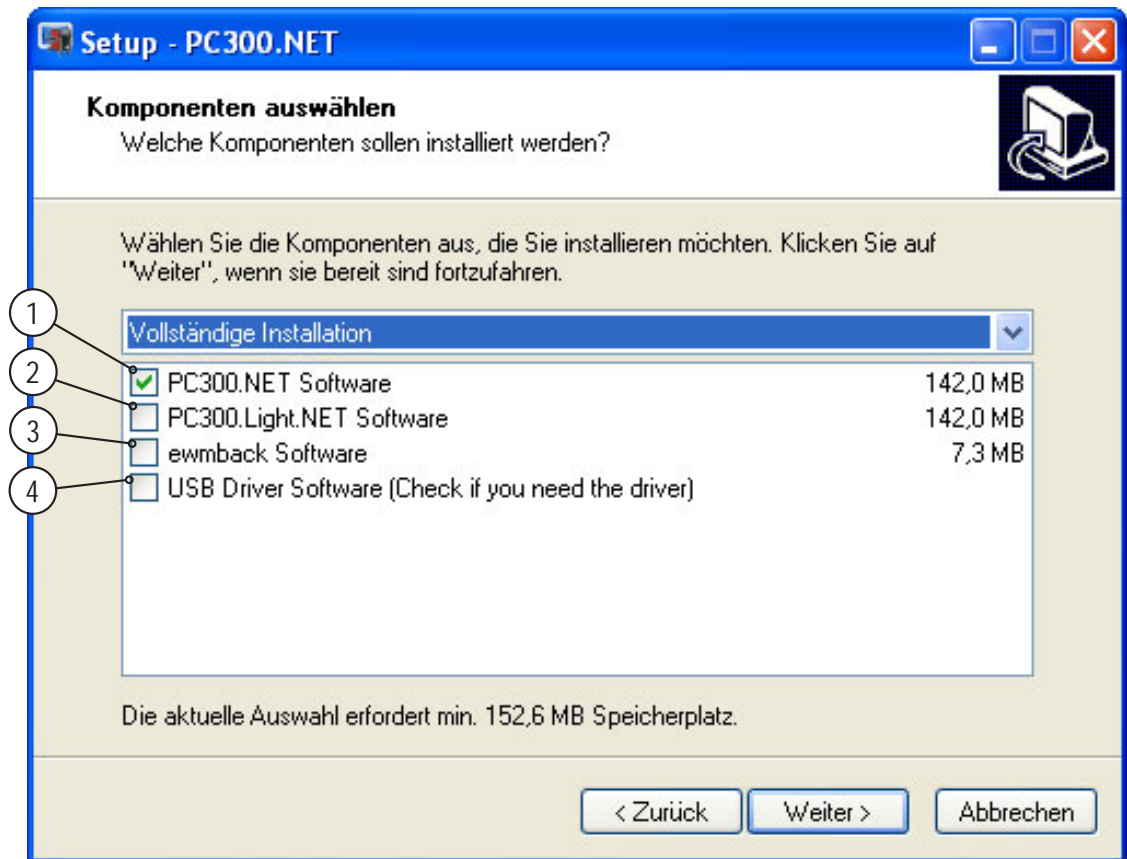 Setup - PC300.NET
Komponenten auswählen
Welche Komponenten sollen installiert werden?
Wählen Sie die Komponenten aus, die Sie installieren möchten. Klicken Sie auf
"Weiter", wenn sie bereit sind fortzufahren.
1
Vollständige Installation
2
PC300.NET Software 142,0 MB
PC300.Light.NET Software 142,0 MB
3
ewmback Software 7,3 MB
4
USB Driver Software (Check if you need the driver)
Die aktuelle Auswahl erfordert min. 152,6 MB Speicherplatz.
< Zurück Weiter > Abbrechen